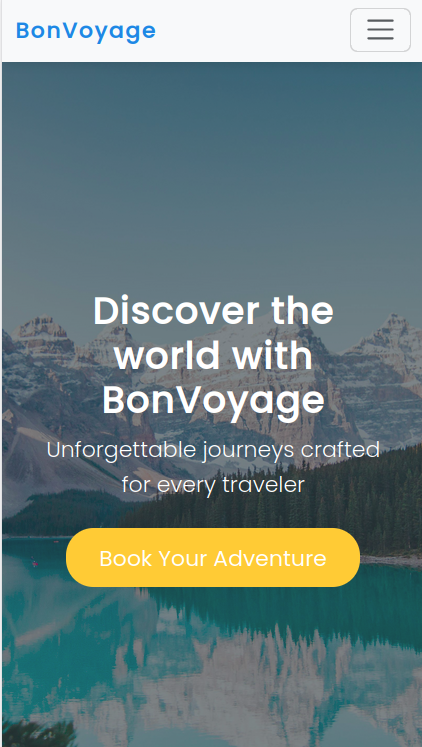 BonVoyage
Discover the
world with
BonVoyage
Unforgettable journeys crafted
for every traveler
Book Your Adventure